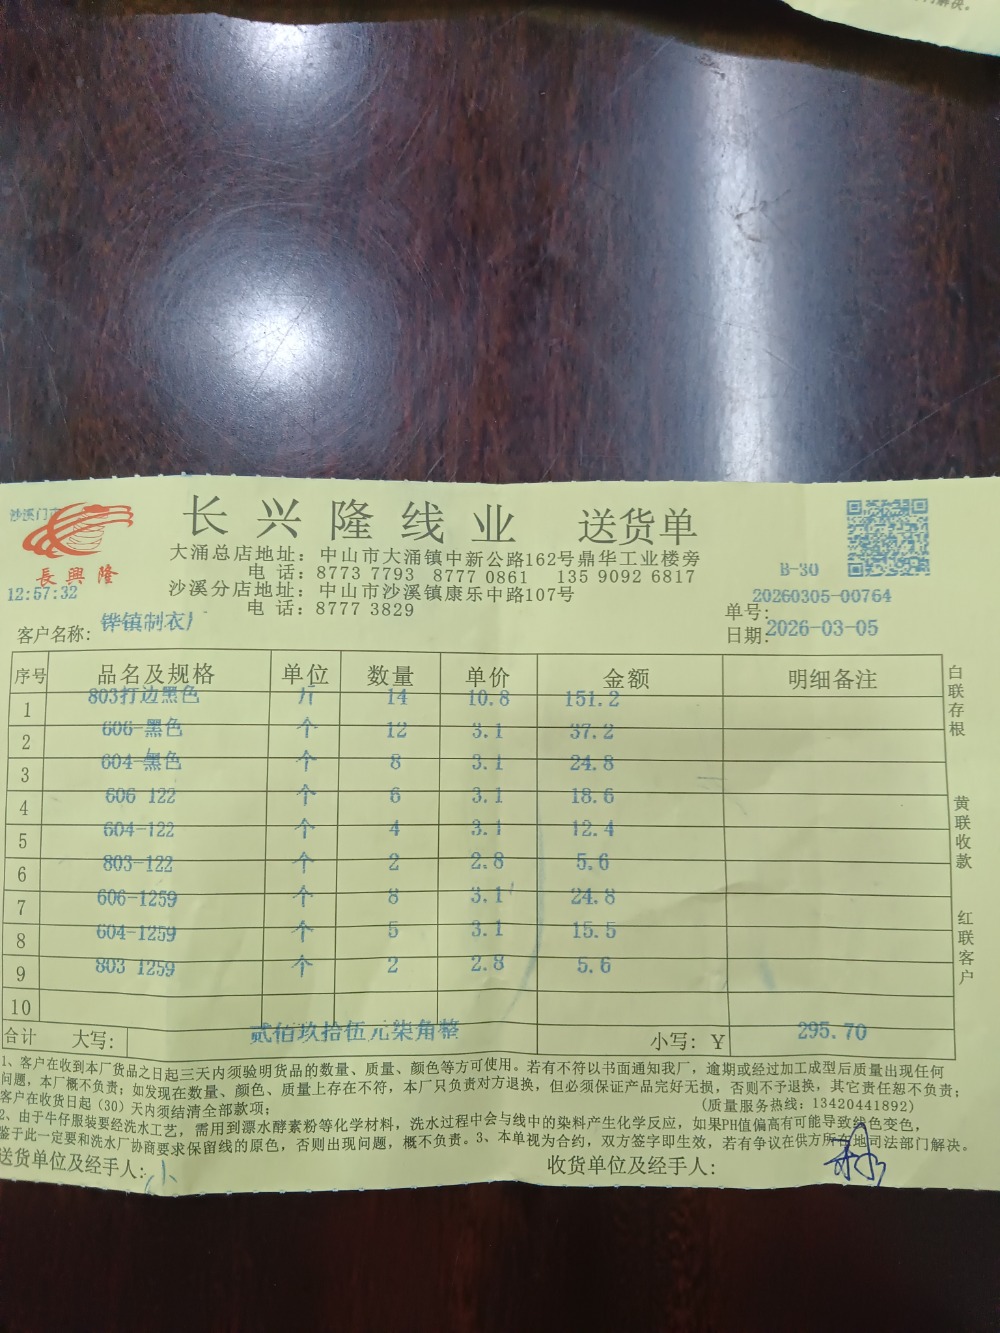 沙溪门市
長興隆
12:57:32
长兴隆线业 送货单
大涌总店地址：中山市大涌镇中新公路162号鼎华工业楼旁
电 话：8773 7793 8777 0861 135 9092 6817
沙溪分店地址：中山市沙溪镇康乐中路107号
电 话：8777 3829
B-30
单号：20260305-00764
日期：2026-03-05
客户名称：铧镇制衣厂
序号 品名及规格 单位 数量 单价 金额 明细备注
1 803打边黑色 斤 14 10.8 151.2
2 606-黑色 个 12 3.1 37.2
3 604-黑色 个 8 3.1 24.8
4 606 122 个 6 3.1 18.6
5 604-122 个 4 3.1 12.4
6 803-122 个 2 2.8 5.6
7 606-1259 个 8 3.1 24.8
8 604-1259 个 5 3.1 15.5
9 803 1259 个 2 2.8 5.6
10
合计 大写：贰佰玖拾伍元柒角整 小写：Y 295.70
白联存根
黄联收款
红联客户
1、客户在收到本厂货品之日起三天内须验明货品的数量、质量、颜色等方可使用。若有不符以书面通知我厂，逾期或经过加工成型后质量出现任何
问题，本厂概不负责；如发现在数量、颜色、质量上存在不符，本厂只负责对方退换，但必须保证产品完好无损，否则不予退换，其它责任恕不负责；
客户在收货日起（30）天内须结清全部款项； (质量服务热线：13420441892)
2、由于牛仔服装要经洗水工艺，需用到漂水酵素粉等化学材料，洗水过程中会与线中的染料产生化学反应，如果PH值偏高有可能导致线色变色，
鉴于此一定要和洗水厂协商要求保留线的原色，否则出现问题，概不负责。3、本单视为合约，双方签字即生效，若有争议在供方所在地司法部门解决。
送货单位及经手人： 收货单位及经手人：